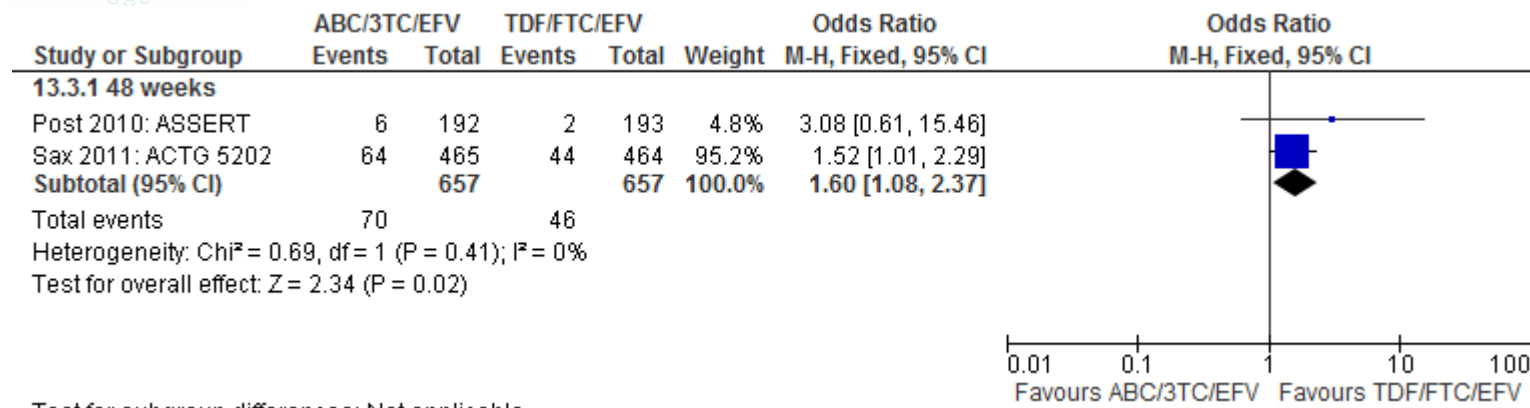 ABC/3TC/EFV TDF/FTC/EFV Odds Ratio Odds Ratio
Study or Subgroup Events Total Events Total Weight M-H, Fixed, 95% CI M-H, Fixed, 95% CI
13.3.1 48 weeks
Post 2010: ASSERT 6 192 2 193 4.8% 3.08 [0.61, 15.46]
Sax 2011: ACTG 5202 64 465 44 464 95.2% 1.52 [1.01, 2.29]
Subtotal (95% CI) 657 657 100.0% 1.60 [1.08, 2.37]
Total events 70 46
Heterogeneity: Chi² = 0.69, df = 1 (P = 0.41); I² = 0%
Test for overall effect: Z = 2.34 (P = 0.02)
0.01 0.1 1 10 100
Favours ABC/3TC/EFV Favours TDF/FTC/EFV
Test for subgroup differences: Not applicable